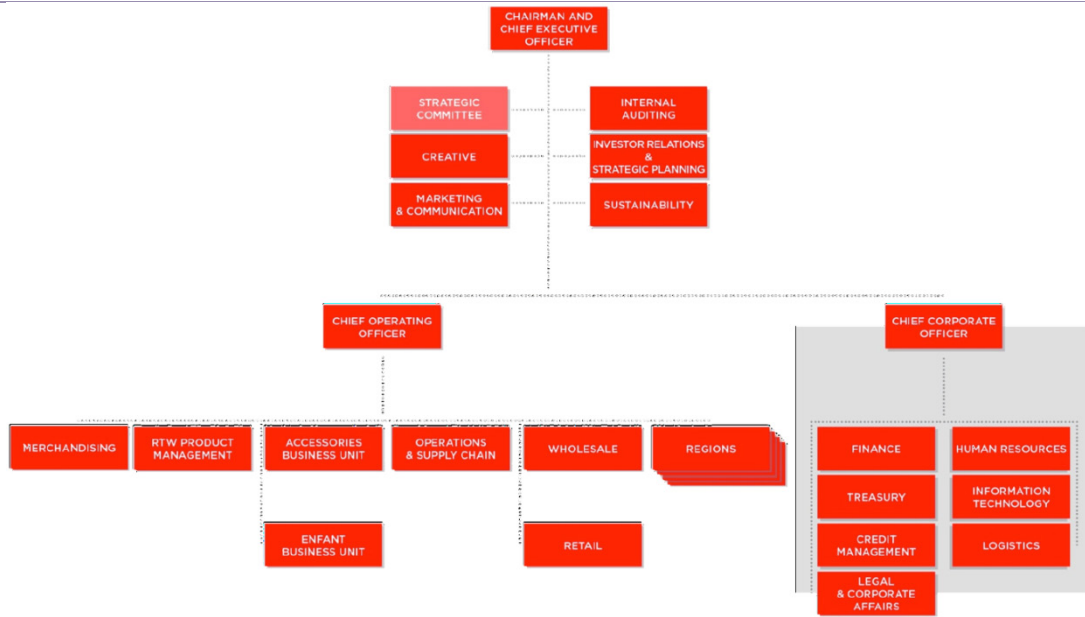 CHAIRMAN AND
CHIEF EXECUTIVE
OFFICER
STRATEGIC
COMMITTEE
INTERNAL
AUDITING
CREATIVE
INVESTOR RELATIONS
&
STRATEGIC PLANNING
MARKETING
& COMMUNICATION
SUSTAINABILITY
CHIEF OPERATING
OFFICER
CHIEF CORPORATE
OFFICER
MERCHANDISING
RTW PRODUCT
MANAGEMENT
ACCESSORIES
BUSINESS UNIT
OPERATIONS
& SUPPLY CHAIN
WHOLESALE
REGIONS
FINANCE
HUMAN RESOURCES
TREASURY
INFORMATION
TECHNOLOGY
ENFANT
BUSINESS UNIT
RETAIL
CREDIT
MANAGEMENT
LOGISTICS
LEGAL
& CORPORATE
AFFAIRS